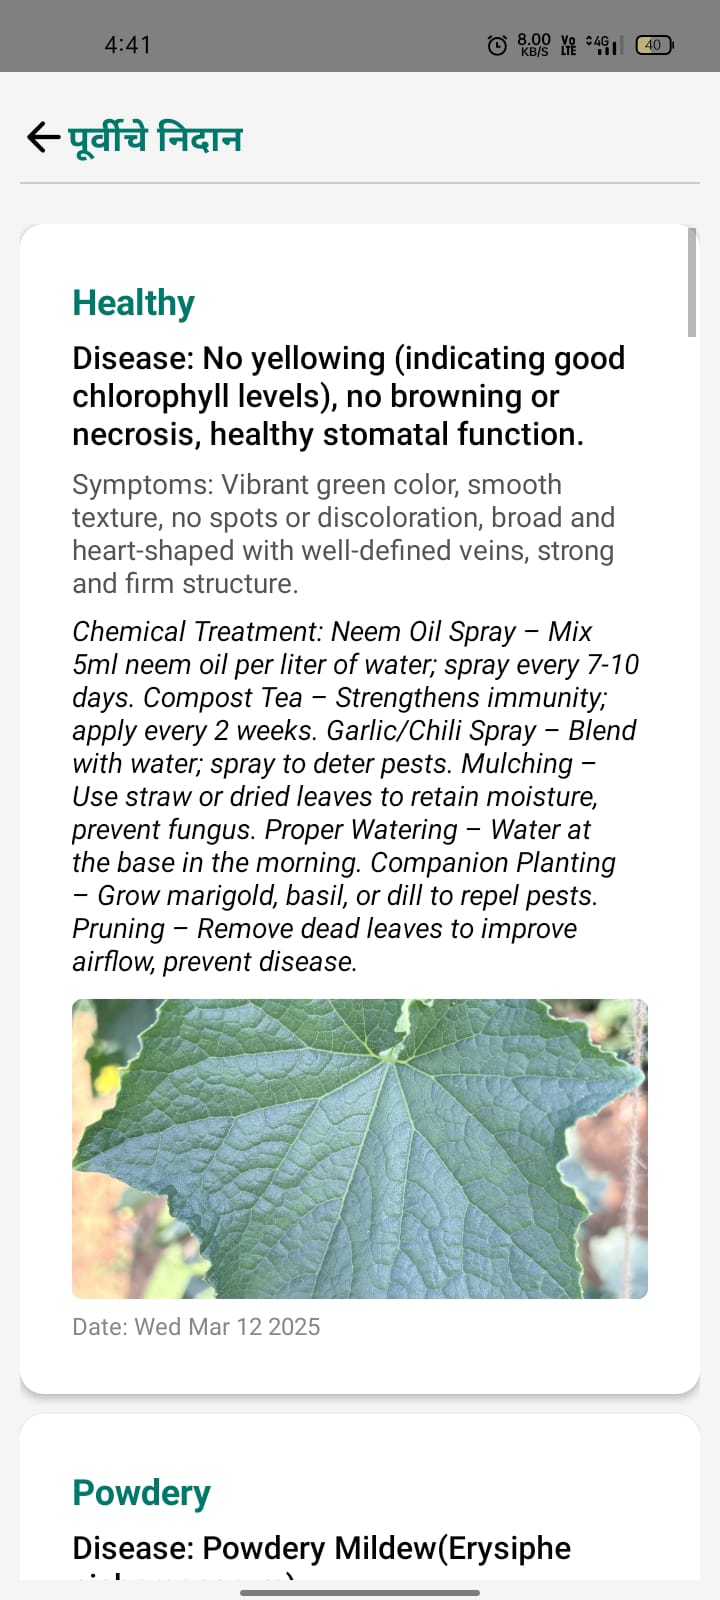 4:41
8.00
KB/S
Vo
LTE
4G
40
पूर्वीचे निदान
Healthy
Disease: No yellowing (indicating good
chlorophyll levels), no browning or
necrosis, healthy stomatal function.
Symptoms: Vibrant green color, smooth
texture, no spots or discoloration, broad and
heart-shaped with well-defined veins, strong
and firm structure.
Chemical Treatment: Neem Oil Spray – Mix
5ml neem oil per liter of water; spray every 7-10
days. Compost Tea – Strengthens immunity;
apply every 2 weeks. Garlic/Chili Spray – Blend
with water; spray to deter pests. Mulching –
Use straw or dried leaves to retain moisture,
prevent fungus. Proper Watering – Water at
the base in the morning. Companion Planting
– Grow marigold, basil, or dill to repel pests.
Pruning – Remove dead leaves to improve
airflow, prevent disease.
Date: Wed Mar 12 2025
Powdery
Disease: Powdery Mildew(Erysiphe